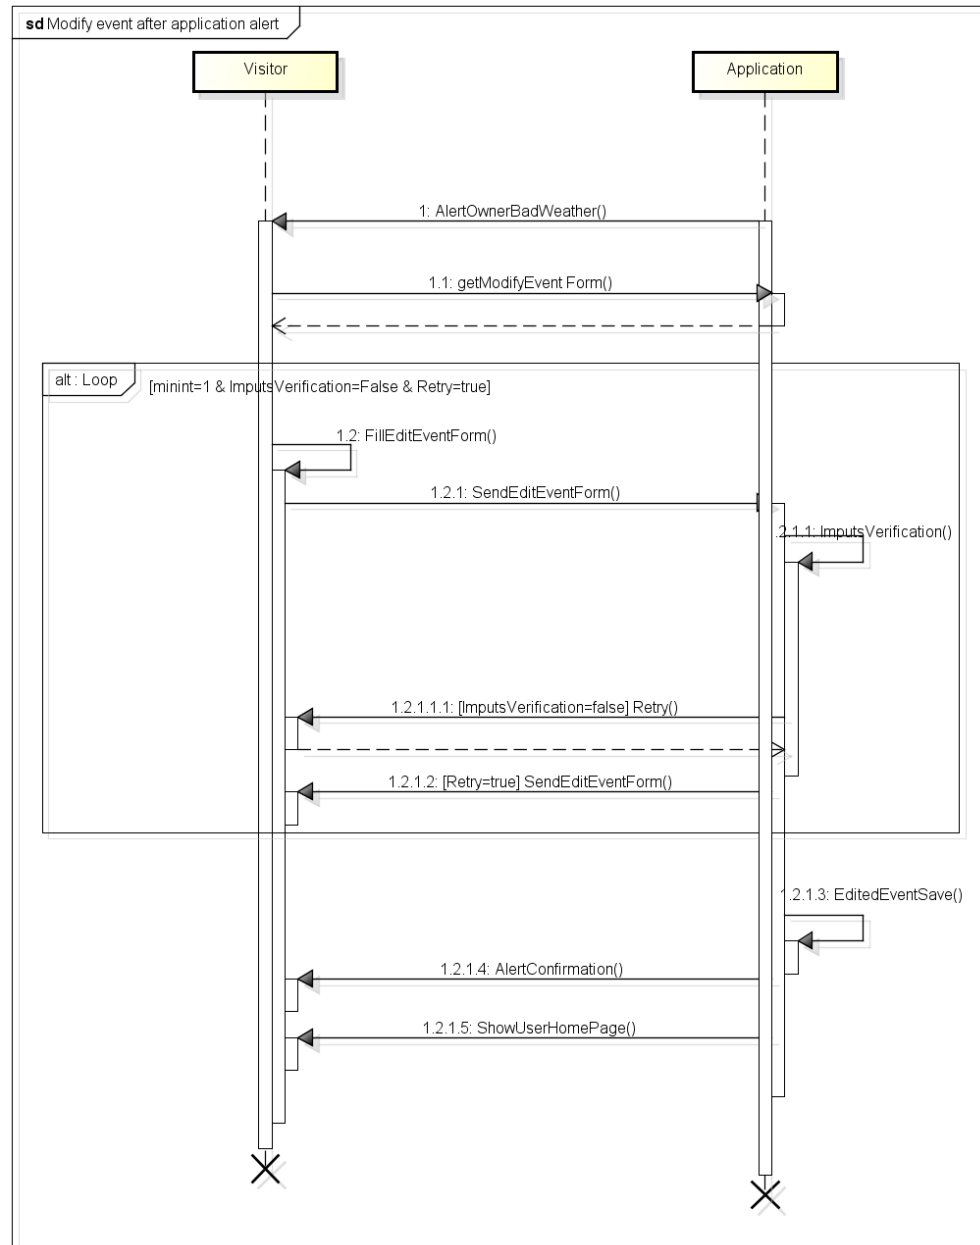 sd Modify event after application alert
Visitor
Application
1: AlertOwnerBadWeather()
1.1: getModifyEvent Form()
alt : Loop
[minint=1 & ImputsVerification=False & Retry=true]
1.2: FillEditEventForm()
1.2.1: SendEditEventForm()
.2.1.1: ImputsVerification()
1.2.1.1.1: [ImputsVerification=false] Retry()
1.2.1.2: [Retry=true] SendEditEventForm()
1.2.1.3: EditedEventSave()
1.2.1.4: AlertConfirmation()
1.2.1.5: ShowUserHomePage()